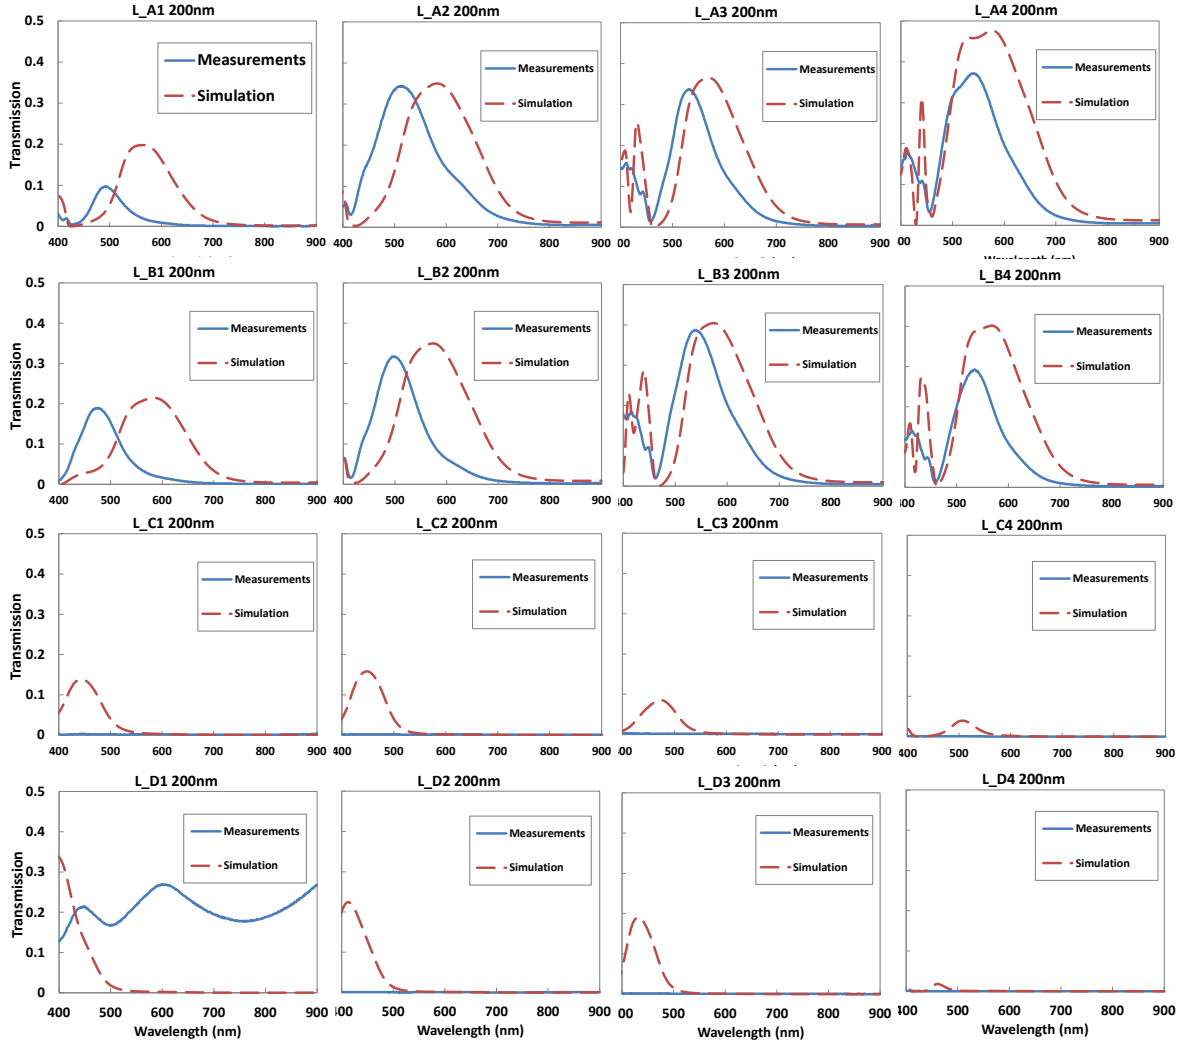 L_A1 200nm L_A2 200nm L_A3 200nm L_A4 200nm
Transmission
0.5
0.4
0.3
0.2
0.1
0
Measurements
Simulation
Measurements
Simulation
Measurements
Simulation
Measurements
Simulation
400 500 600 700 800 900
400 500 600 700 800 900
00 500 600 700 800 900
00 500 600 700 800 900
Wavelength (nm)
L_B1 200nm L_B2 200nm L_B3 200nm L_B4 200nm
Transmission
0.5
0.4
0.3
0.2
0.1
0
Measurements
Simulation
Measurements
Simulation
Measurements
Simulation
Measurements
Simulation
400 500 600 700 800 900
400 500 600 700 800 900
400 500 600 700 800 900
400 500 600 700 800 900
L_C1 200nm L_C2 200nm L_C3 200nm L_C4 200nm
Transmission
0.5
0.4
0.3
0.2
0.1
0
Measurements
Simulation
Measurements
Simulation
Measurements
Simulation
Measurements
Simulation
400 500 600 700 800 900
400 500 600 700 800 900
400 500 600 700 800 900
400 500 600 700 800 900
L_D1 200nm L_D2 200nm L_D3 200nm L_D4 200nm
Transmission
0.5
0.4
0.3
0.2
0.1
0
Measurements
Simulation
Measurements
Simulation
Measurements
Simulation
Measurements
Simulation
400 500 600 700 800 900
400 500 600 700 800 900
400 500 600 700 800 900
400 500 600 700 800 900
Wavelength (nm) Wavelength (nm) Wavelength (nm) Wavelength (nm)